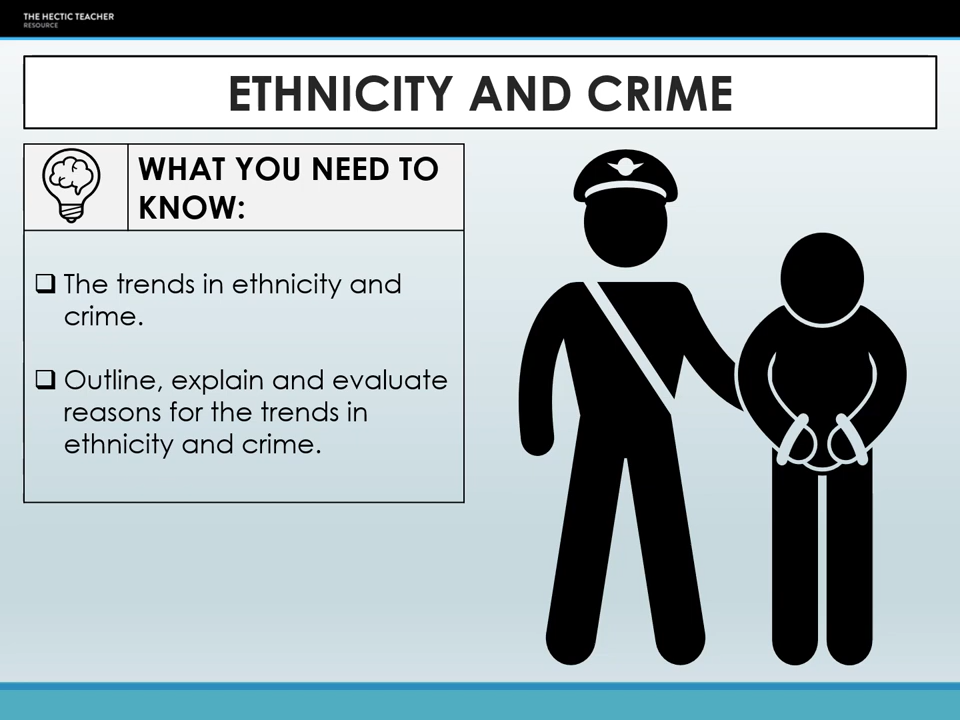 THE HECTIC TEACHER
RESOURCE
ETHNICITY AND CRIME
WHAT YOU NEED TO
KNOW:
❑ The trends in ethnicity and
crime.
❑ Outline, explain and evaluate
reasons for the trends in
ethnicity and crime.